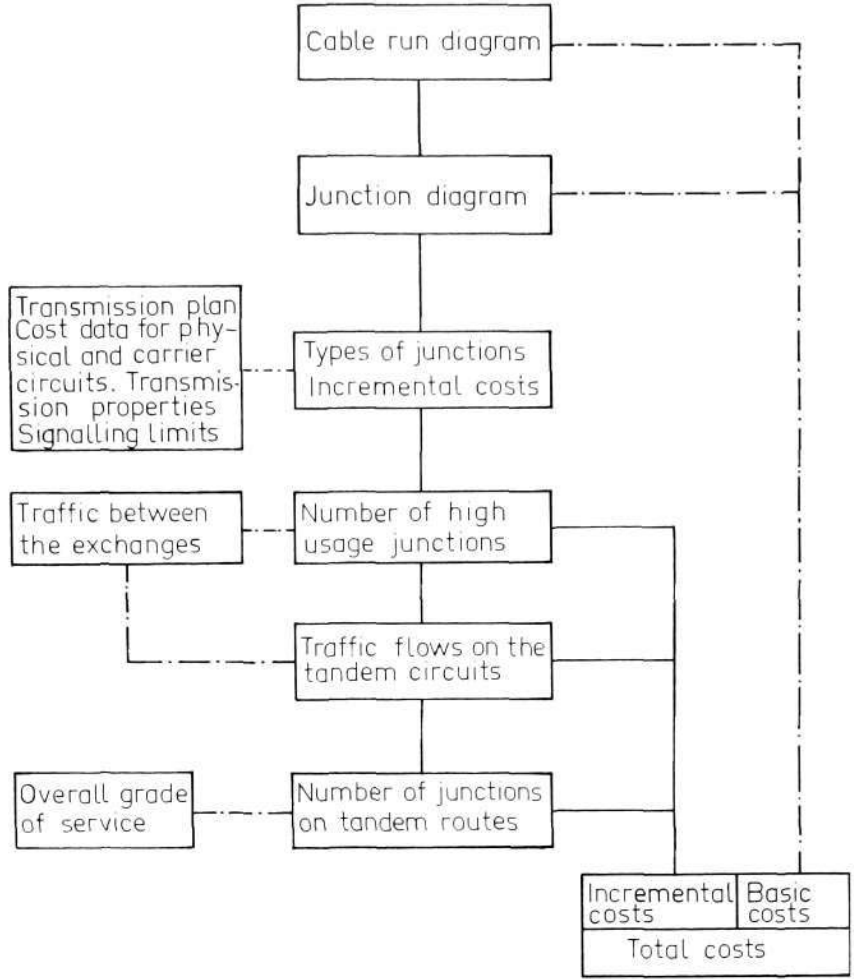 Cable run diagram
Junction diagram
Transmission plan
Cost data for phy-
sical and carrier
circuits. Transmis-
sion properties
Signalling limits
Types of junctions
Incremental costs
Traffic between
the exchanges
Number of high
usage junctions
Traffic flows on the
tandem circuits
Overall grade
of service
Number of junctions
on tandem routes
Incremental
costs
Basic
costs
Total costs